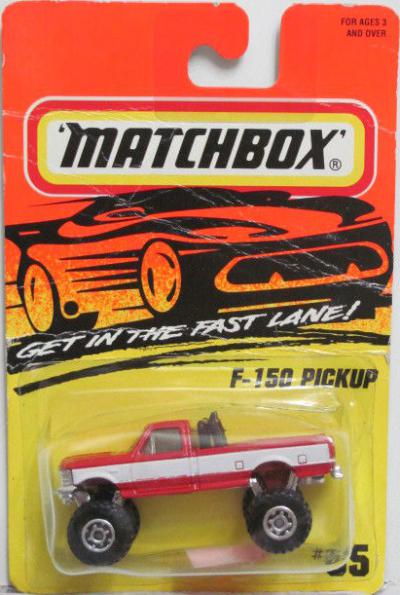 FOR AGES 3
AND OVER
'MATCHBOX'®
GET IN THE FAST LANE!
F-150 PICKUP